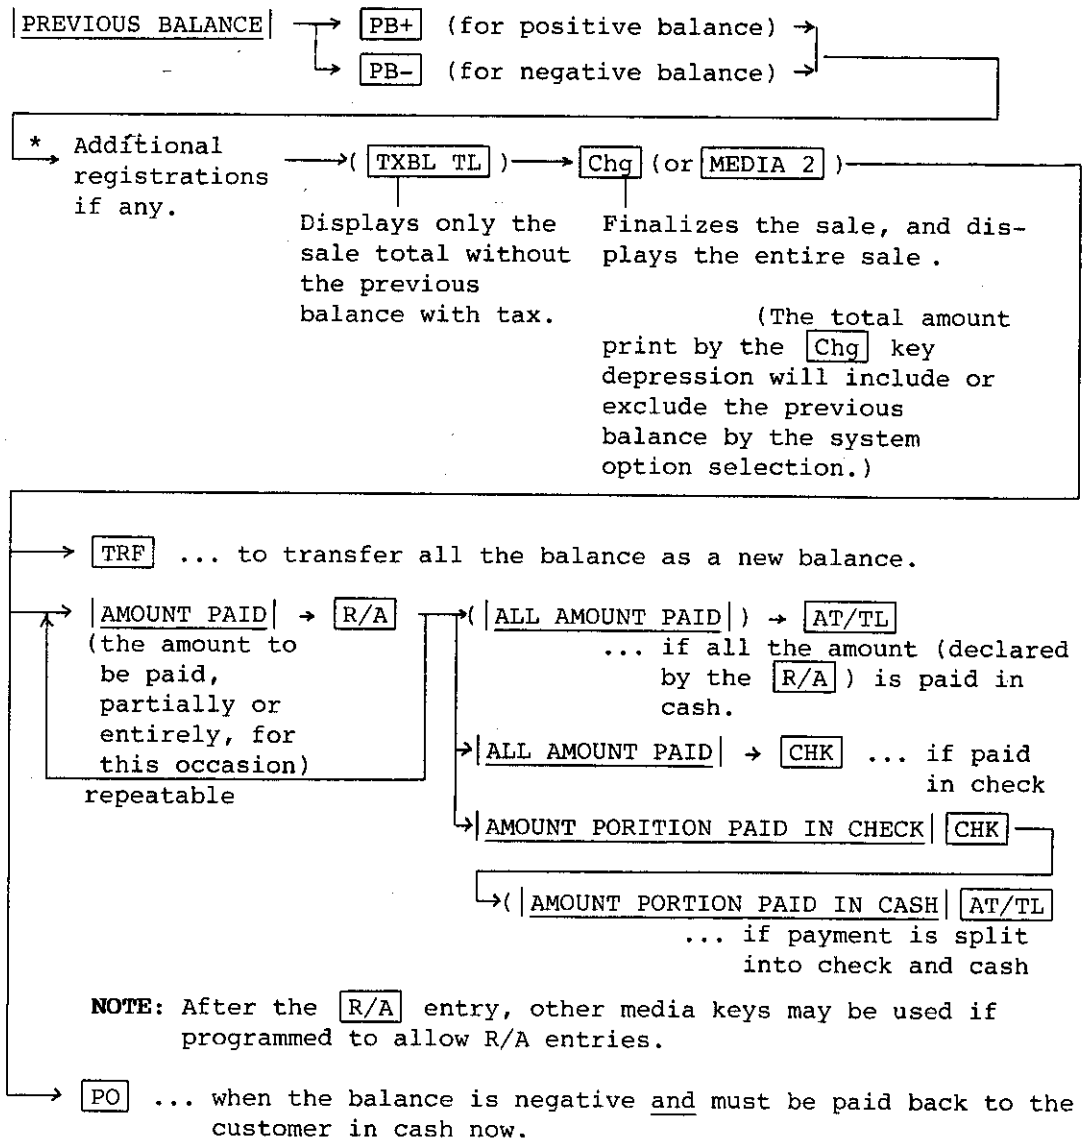 PREVIOUS BALANCE → PB+ (for positive balance) →
→ PB- (for negative balance) →
* Additional registrations if any. → ( TXBL TL ) → Chg (or MEDIA 2 )
Displays only the
sale total without
the previous
balance with tax.
Finalizes the sale, and dis-
plays the entire sale .
(The total amount
print by the Chg key
depression will include or
exclude the previous
balance by the system
option selection.)
→ TRF ... to transfer all the balance as a new balance.
→ AMOUNT PAID → R/A
(the amount to
be paid,
partially or
entirely, for
this occasion)
repeatable
→( ALL AMOUNT PAID ) → AT/TL
... if all the amount (declared
by the R/A ) is paid in
cash.
→ ALL AMOUNT PAID → CHK ... if paid
in check
→ AMOUNT PORITION PAID IN CHECK CHK
→( AMOUNT PORTION PAID IN CASH AT/TL
... if payment is split
into check and cash
NOTE: After the R/A entry, other media keys may be used if
programmed to allow R/A entries.
→ PO ... when the balance is negative and must be paid back to the
customer in cash now.